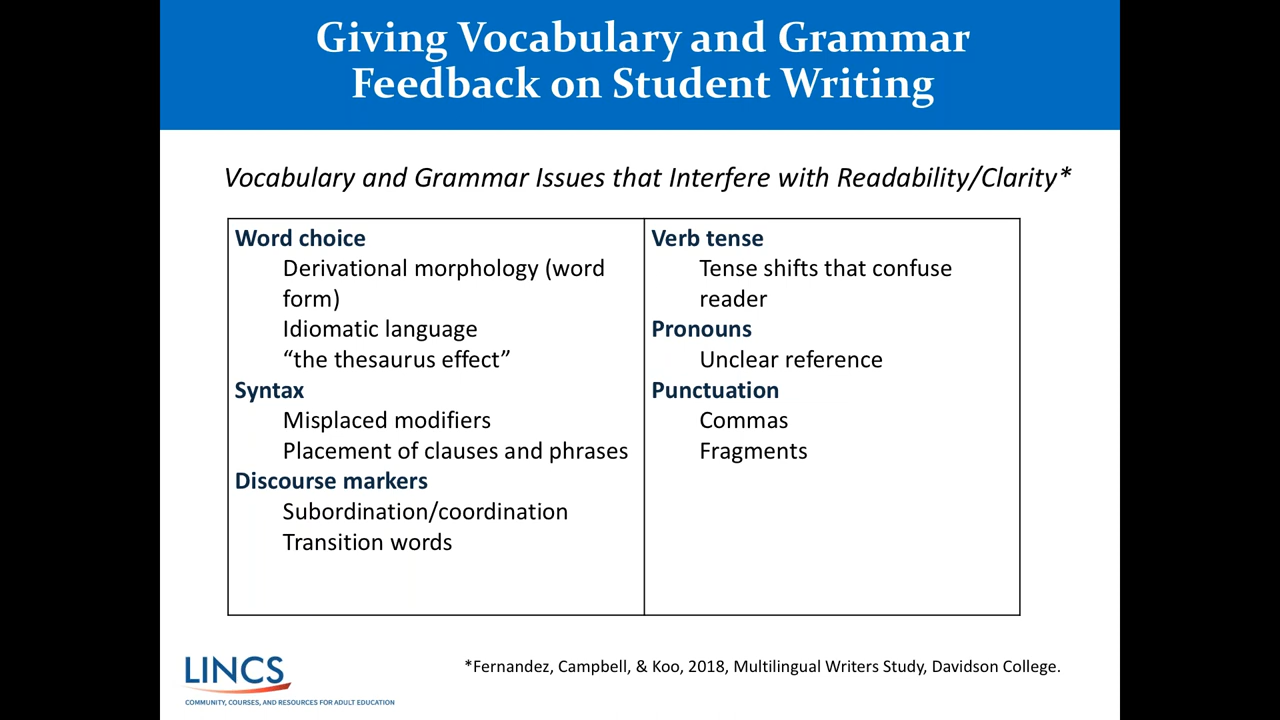 Giving Vocabulary and Grammar
Feedback on Student Writing
Vocabulary and Grammar Issues that Interfere with Readability/Clarity*
Word choice
Derivational morphology (word
form)
Idiomatic language
“the thesaurus effect”
Syntax
Misplaced modifiers
Placement of clauses and phrases
Discourse markers
Subordination/coordination
Transition words
Verb tense
Tense shifts that confuse
reader
Pronouns
Unclear reference
Punctuation
Commas
Fragments
LINCS
COMMUNITY, COURSES, AND RESOURCES FOR ADULT EDUCATION
*Fernandez, Campbell, & Koo, 2018, Multilingual Writers Study, Davidson College.